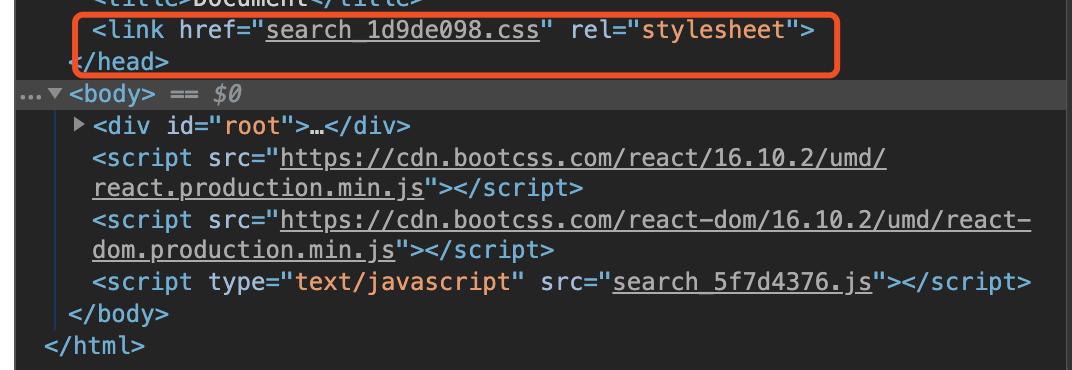 <title>Document</title>
<link href="search_1d9de098.css" rel="stylesheet">
</head>
…▼<body> == $0
▶<div id="root">…</div>
<script src="https://cdn.bootcss.com/react/16.10.2/umd/
react.production.min.js"></script>
<script src="https://cdn.bootcss.com/react-dom/16.10.2/umd/react-
dom.production.min.js"></script>
<script type="text/javascript" src="search_5f7d4376.js"></script>
</body>
</html>